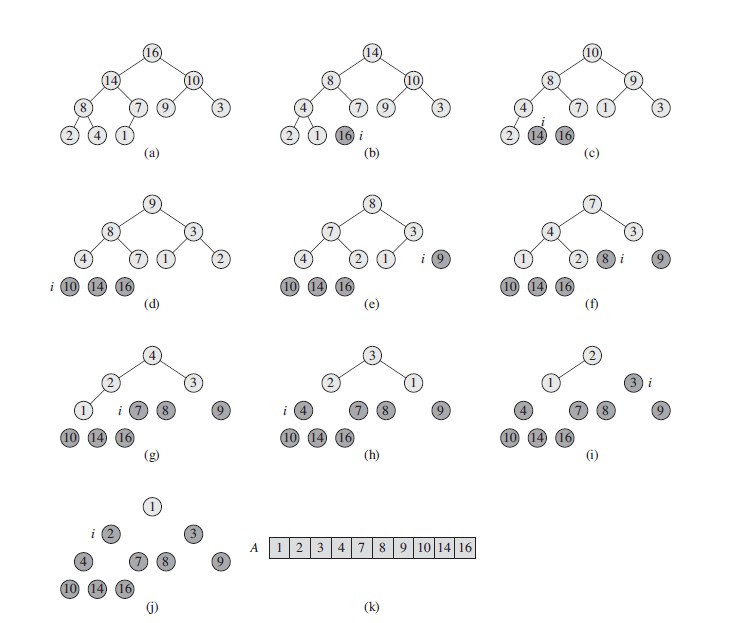 16 14 10
14 10 8 10 8 9
8 7 9 3 4 7 9 3 4 7 1 3
i
2 4 1 2 1 16 i 2 14 16
(a) (b) (c)
9 8 7
8 3 7 3 4 3
4 7 1 2 4 2 1 i 9 1 2 8 i 9
i 10 14 16 10 14 16 10 14 16
(d) (e) (f)
4 3 2
2 3 2 1 1 3 i
1 i 7 8 9 i 4 7 8 9 4 7 8 9
10 14 16 10 14 16 10 14 16
(g) (h) (i)
1
i 2 3
A 1 2 3 4 7 8 9 10 14 16
4 7 8 9
10 14 16
(j) (k)